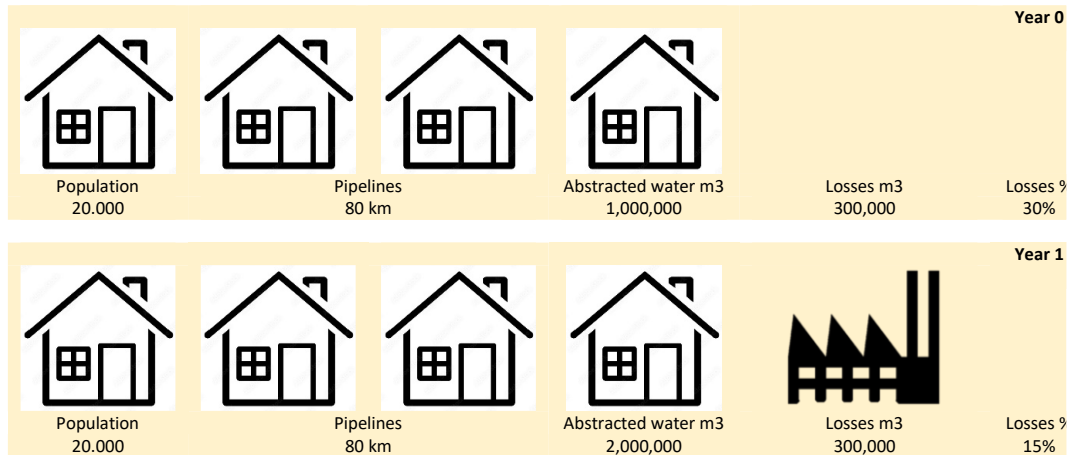 Year 0
Population Pipelines Abstracted water m3 Losses m3 Losses %
20.000 80 km 1,000,000 300,000 30%
Year 1
Population Pipelines Abstracted water m3 Losses m3 Losses %
20.000 80 km 2,000,000 300,000 15%